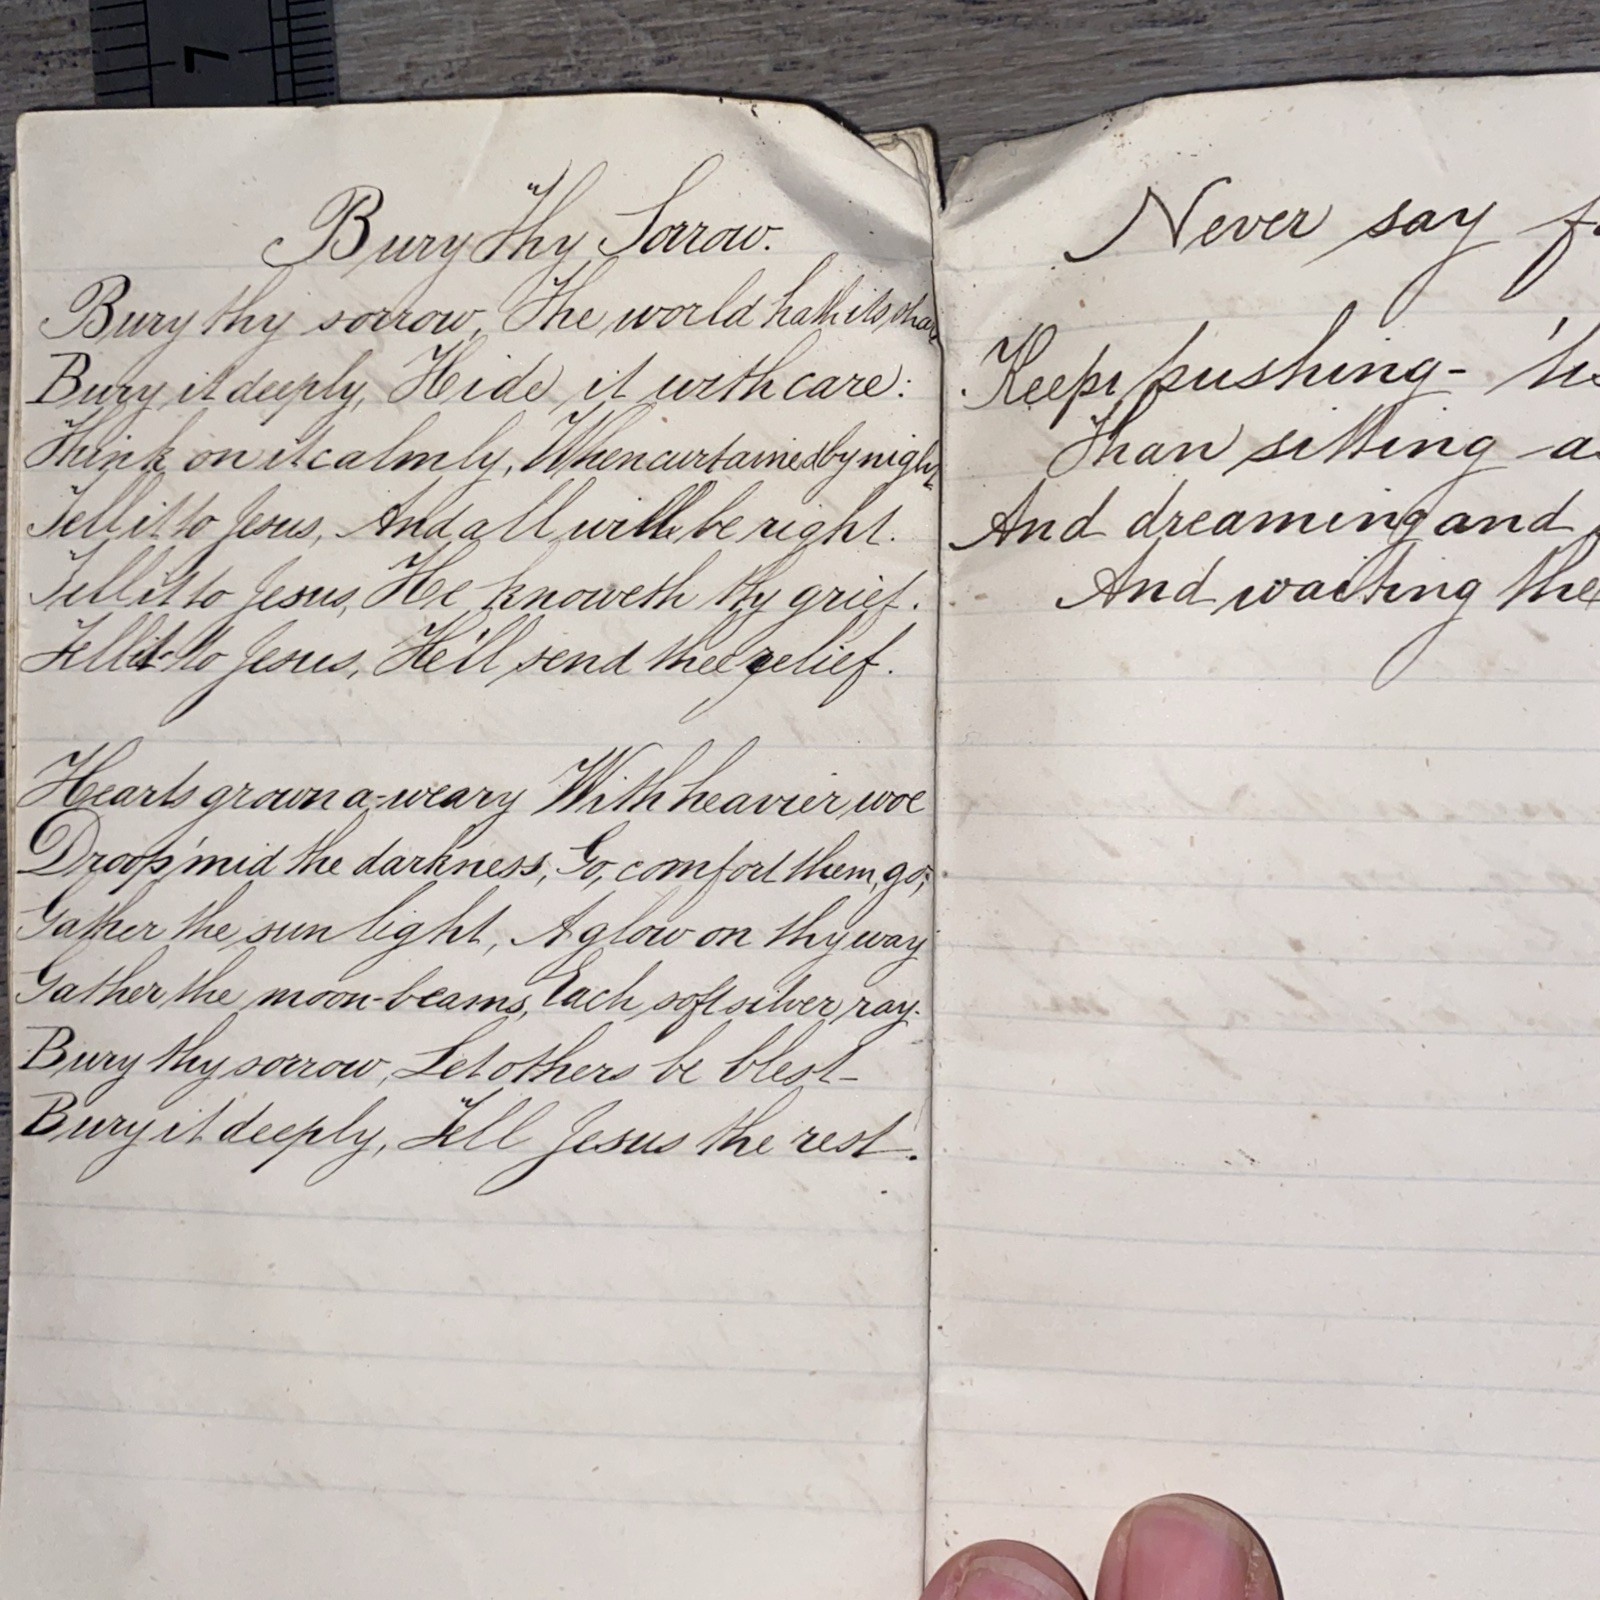 7
Bury Thy Sorrow.
Bury thy sorrow, The world hath its shar
Bury it deeply, Hide it with care:
Think on it calmly, When curtained by night,
Tell it to Jesus, And all will be right.
Tell it to Jesus, He knoweth thy grief.
Tell it to Jesus, He'll send thee relief.
Hearts grown a-weary With heavier woe
Droop 'mid the darkness, Go, comfort them, go;
Gather the sun light, Aglow on thy way
Gather the moon-beams, Each soft silver ray.
Bury thy sorrow, Let others be blest-
Bury it deeply, Tell Jesus the rest.
Never say
Keep pushing-
Than sitting
And dreaming and
And waiting the